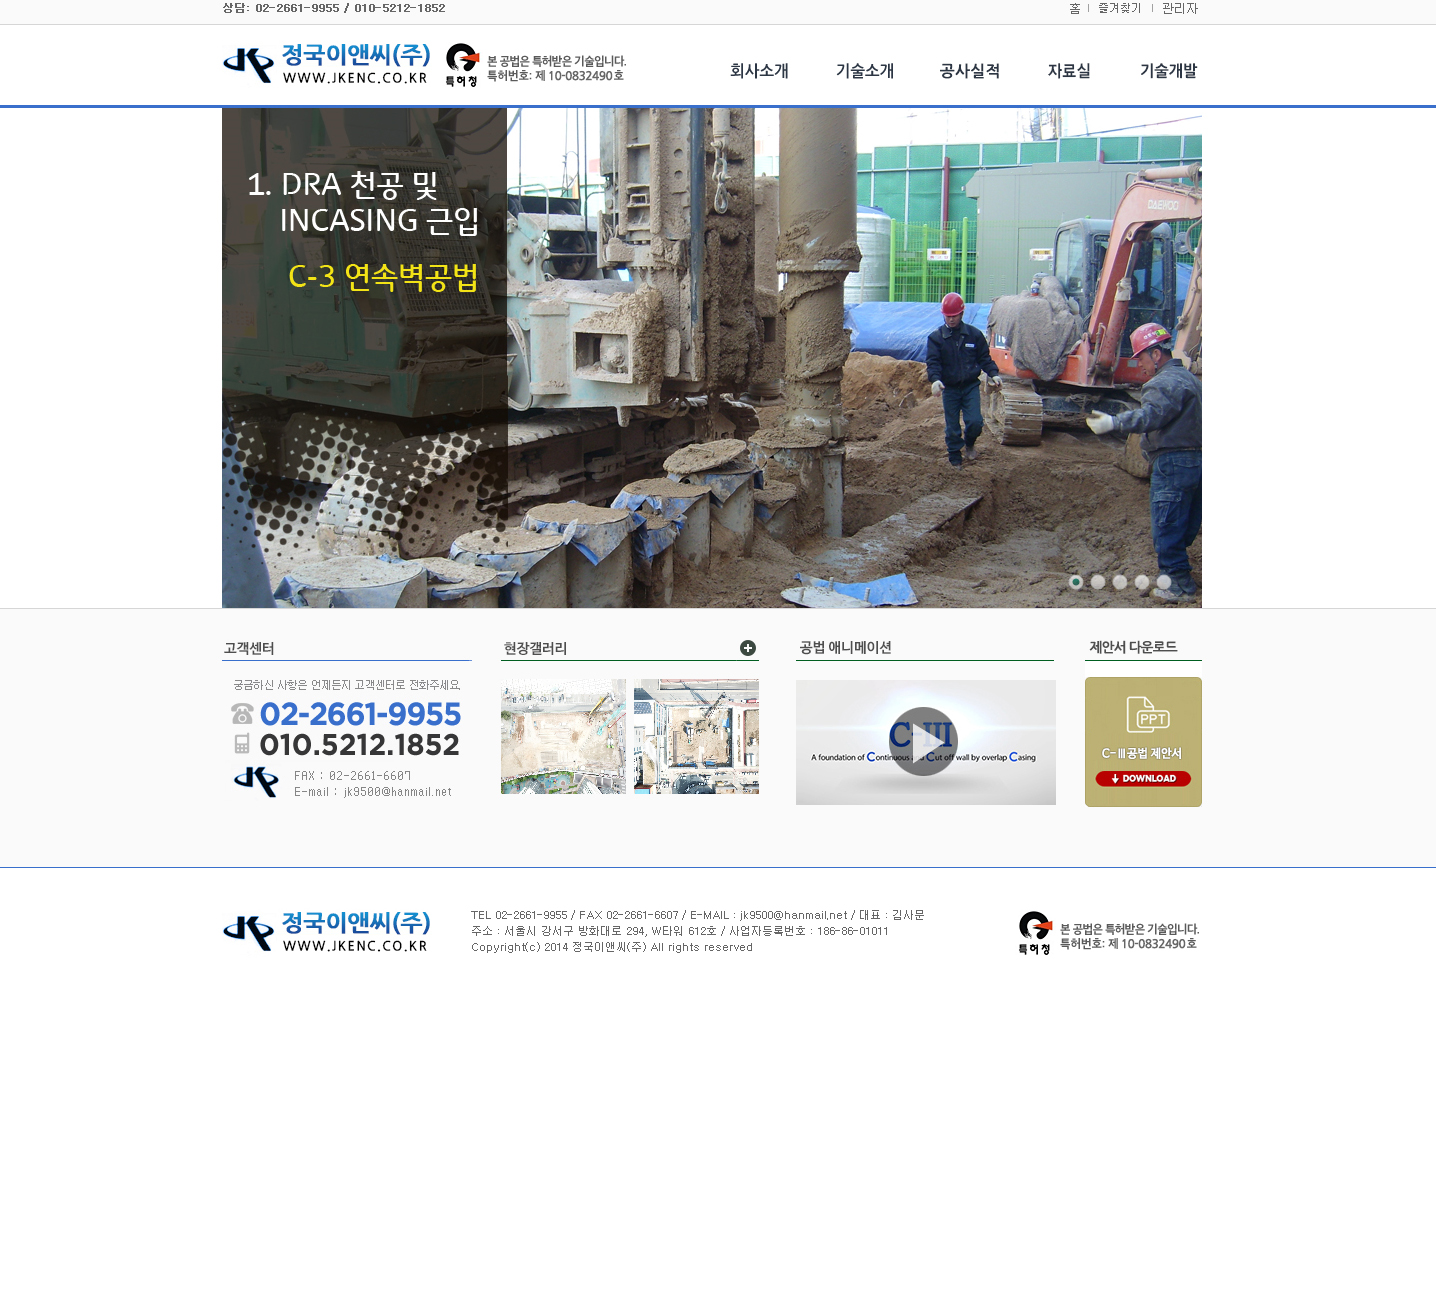 상담: 02-2661-9955 / 010-5212-1852
홈 | 즐겨찾기 | 관리자
정국이앤씨(주)
WWW.JKENC.CO.KR
특허청
본 공법은 특허받은 기술입니다.
특허번호: 제 10-0832490호
회사소개 기술소개 공사실적 자료실 기술개발
1. DRA 천공 및
INCASING 근입
C-3 연속벽공법
DAEWOO
고객센터
궁금하신 사항은 언제든지 고객센터로 전화주세요.
02-2661-9955
010.5212.1852
FAX : 02-2661-6607
E-mail : jk9500@hanmail.net
현장갤러리
공법 애니메이션
C-III
A foundation of Continuous and Cut off wall by overlap Casing
제안서 다운로드
PPT
C-Ⅲ공법 제안서
DOWNLOAD
정국이앤씨(주)
WWW.JKENC.CO.KR
TEL 02-2661-9955 / FAX 02-2661-6607 / E-MAIL : jk9500@hanmail.net / 대표 : 김사문
주소 : 서울시 강서구 방화대로 294, W타워 612호 / 사업자등록번호 : 186-86-01011
Copyright(c) 2014 정국이앤씨(주) All rights reserved
특허청
본 공법은 특허받은 기술입니다.
특허번호: 제 10-0832490호